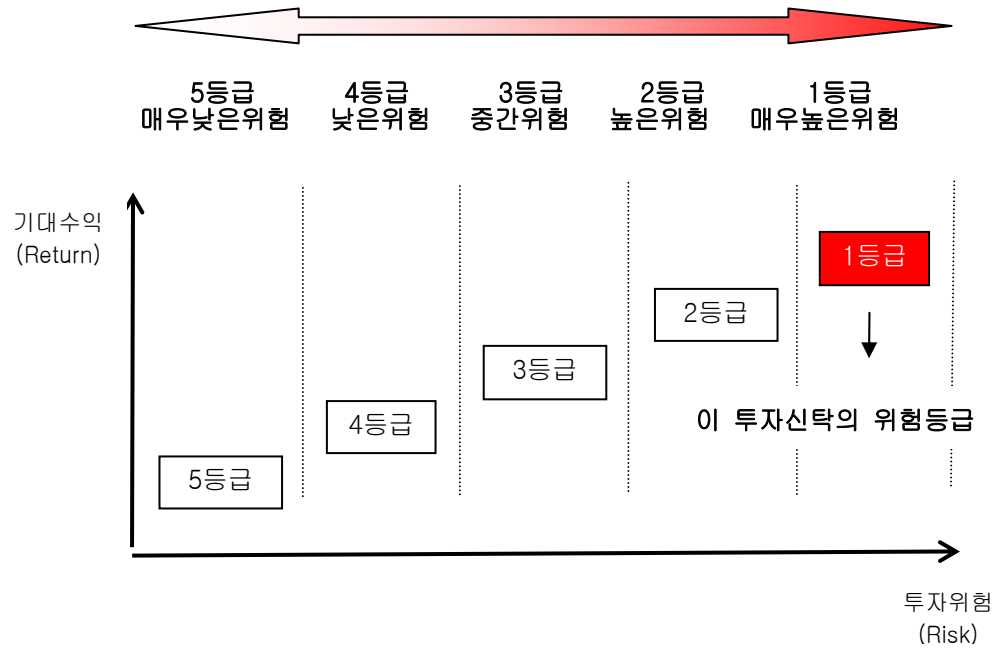 5등급 4등급 3등급 2등급 1등급
매우낮은위험 낮은위험 중간위험 높은위험 매우높은위험
기대수익
(Return)
1등급
2등급
3등급
이 투자신탁의 위험등급
4등급
5등급
투자위험
(Risk)